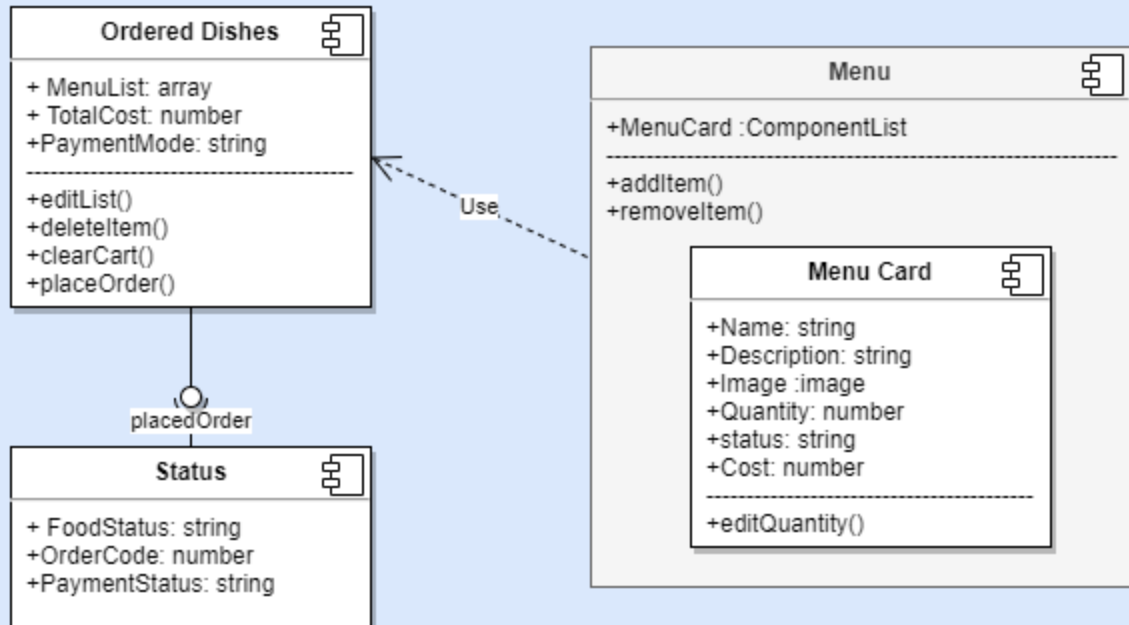 Ordered Dishes
+ MenuList: array
+ TotalCost: number
+PaymentMode: string
+editList()
+deleteItem()
+clearCart()
+placeOrder()
Use
placedOrder
Status
+ FoodStatus: string
+OrderCode: number
+PaymentStatus: string
Menu
+MenuCard :ComponentList
+addItem()
+removeItem()
Menu Card
+Name: string
+Description: string
+Image :image
+Quantity: number
+status: string
+Cost: number
+editQuantity()